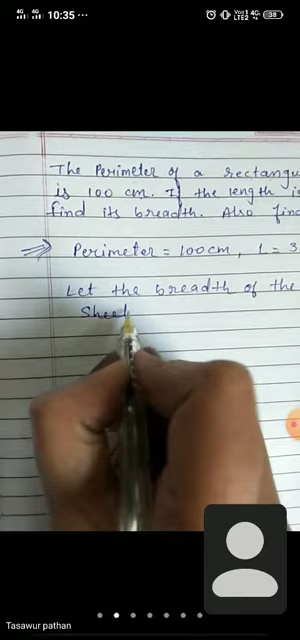 10:35
38
The Perimeter of a rectangu
is 100 cm. If the length is
find its breadth. Also find
⇒ Perimeter = 100cm, L = 3
Let the breadth of the
Sheet
Tasawur pathan